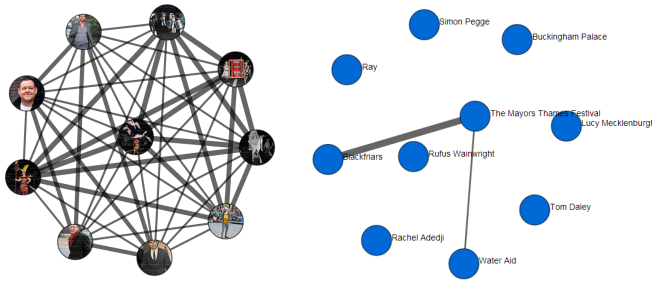 Simon Pegge
Buckingham Palace
Ray
The Mayors Thames Festival
Lucy Mecklenburgh
Blackfriars
Rufus Wainwright
Tom Daley
Rachel Adedji
Water Aid